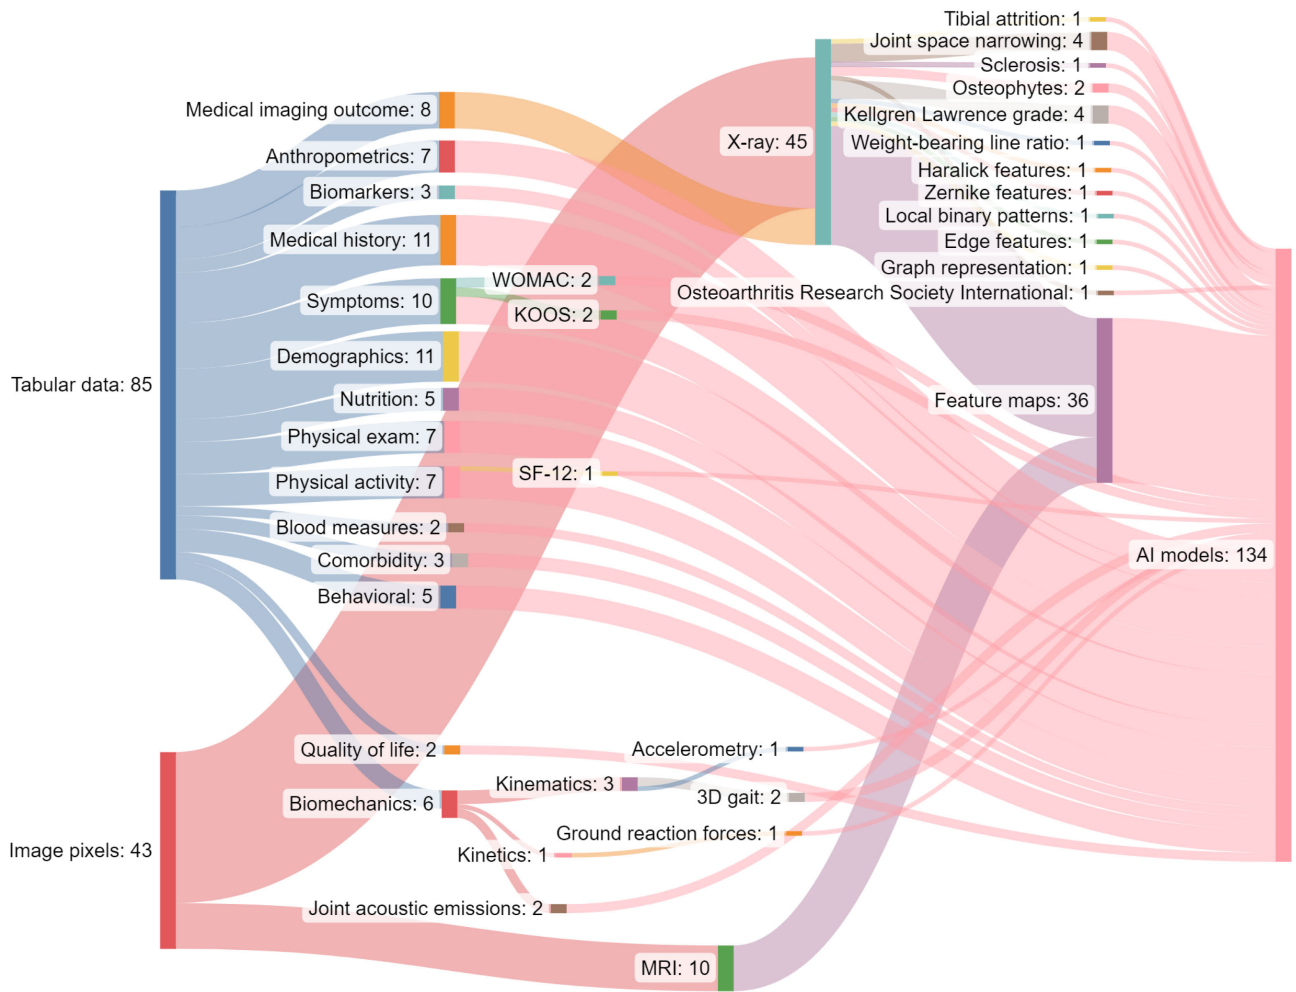 Tibial attrition: 1
Joint space narrowing: 4
Sclerosis: 1
Osteophytes: 2
Kellgren Lawrence grade: 4
Weight-bearing line ratio: 1
Haralick features: 1
Zernike features: 1
Local binary patterns: 1
Edge features: 1
Graph representation: 1
Osteoarthritis Research Society International: 1
X-ray: 45
Medical imaging outcome: 8
Anthropometrics: 7
Biomarkers: 3
Medical history: 11
Symptoms: 10
WOMAC: 2
KOOS: 2
Demographics: 11
Tabular data: 85
Nutrition: 5
Feature maps: 36
Physical exam: 7
Physical activity: 7
SF-12: 1
Blood measures: 2
Comorbidity: 3
Behavioral: 5
AI models: 134
Quality of life: 2
Accelerometry: 1
Kinematics: 3
3D gait: 2
Biomechanics: 6
Ground reaction forces: 1
Kinetics: 1
Image pixels: 43
Joint acoustic emissions: 2
MRI: 10